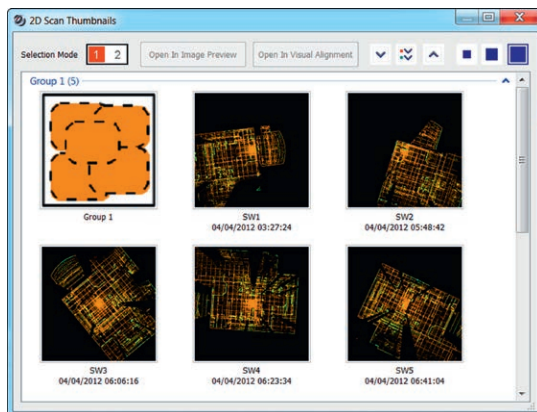 2D Scan Thumbnails
Selection Mode 1 2 Open In Image Preview Open In Visual Alignment
Group 1 (5)
Group 1
SW1
04/04/2012 03:27:24
SW2
04/04/2012 05:48:42
SW3
04/04/2012 06:06:16
SW4
04/04/2012 06:23:34
SW5
04/04/2012 06:41:04